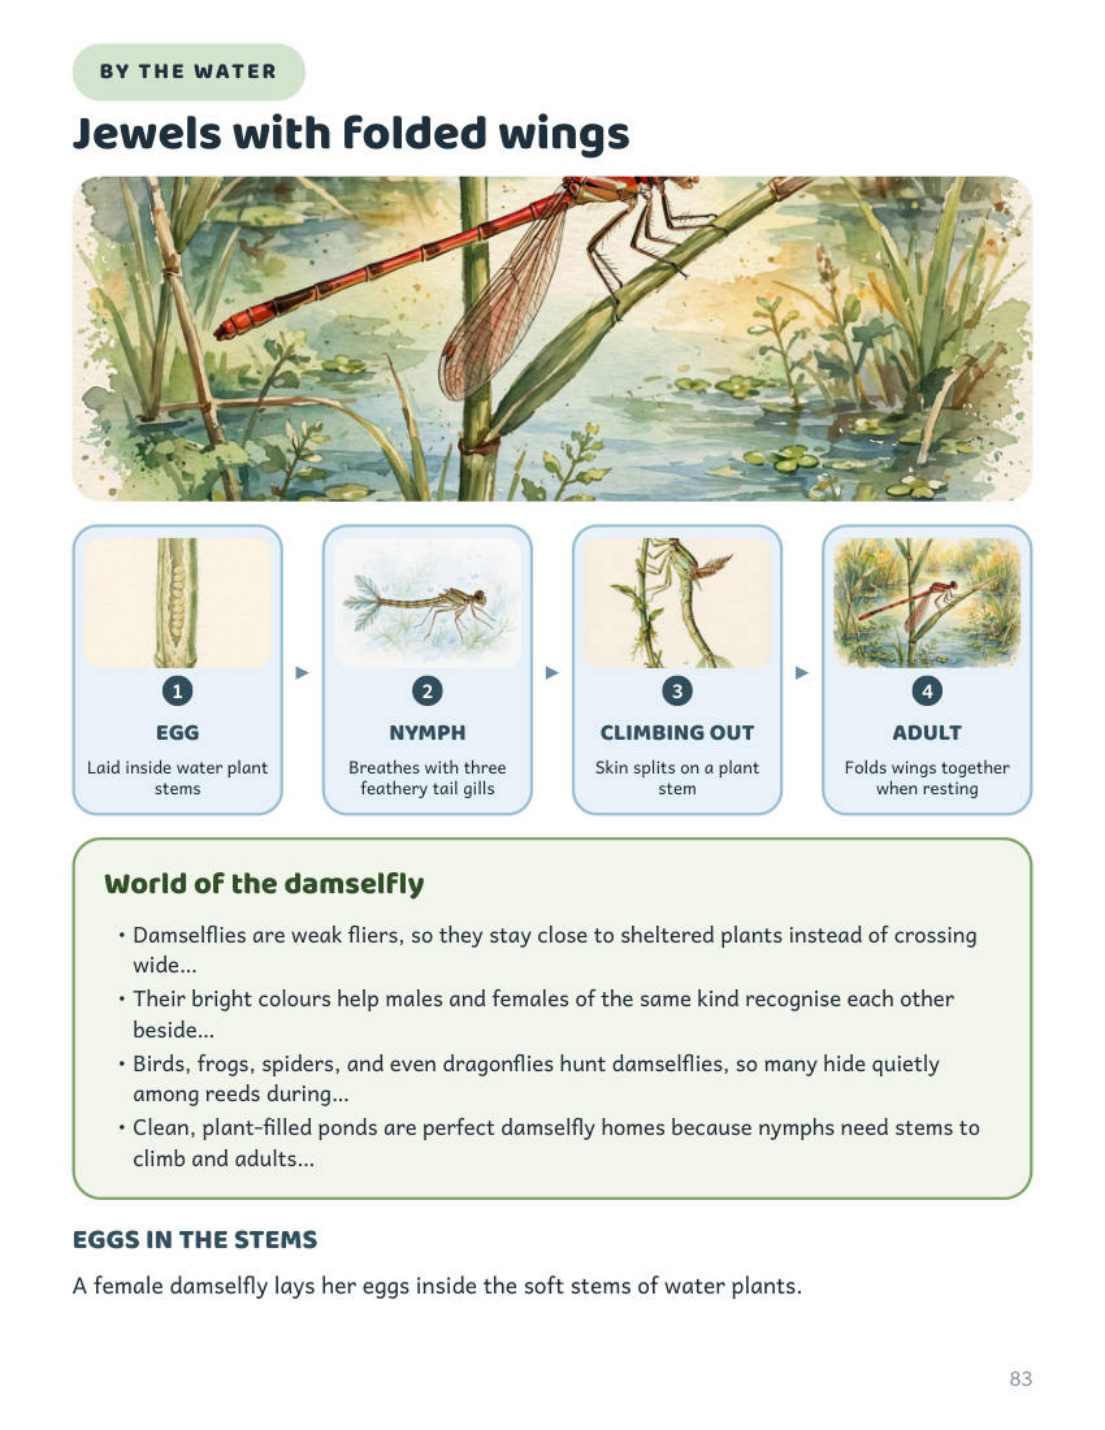 BY THE WATER
Jewels with folded wings
1
EGG
Laid inside water plant
stems
2
NYMPH
Breathes with three
feathery tail gills
3
CLIMBING OUT
Skin splits on a plant
stem
4
ADULT
Folds wings together
when resting
World of the damselfly
• Damselflies are weak fliers, so they stay close to sheltered plants instead of crossing
wide...
• Their bright colours help males and females of the same kind recognise each other
beside...
• Birds, frogs, spiders, and even dragonflies hunt damselflies, so many hide quietly
among reeds during...
• Clean, plant-filled ponds are perfect damselfly homes because nymphs need stems to
climb and adults...
EGGS IN THE STEMS
A female damselfly lays her eggs inside the soft stems of water plants.
83